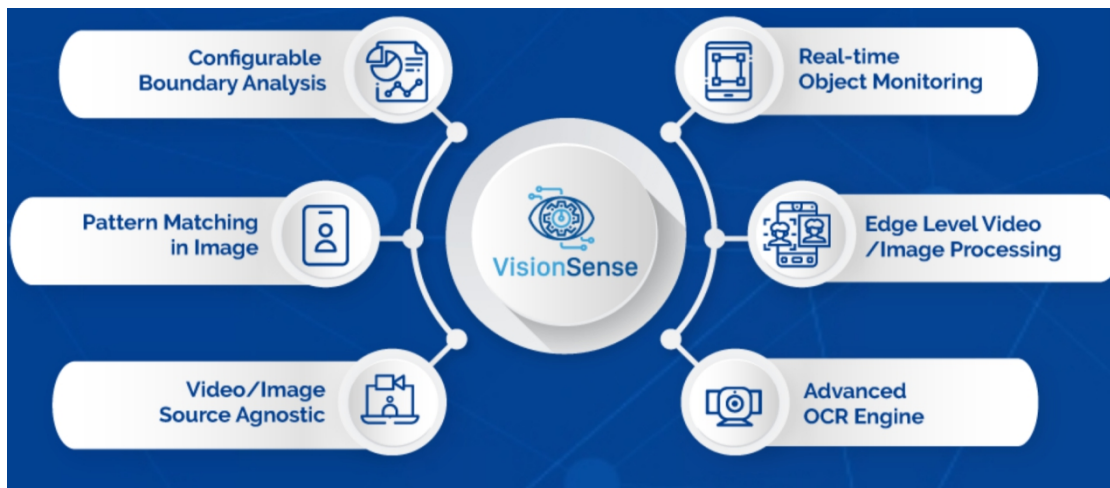 Configurable
Boundary Analysis
Pattern Matching
in Image
Video/Image
Source Agnostic
VisionSense
Real-time
Object Monitoring
Edge Level Video
/Image Processing
Advanced
OCR Engine